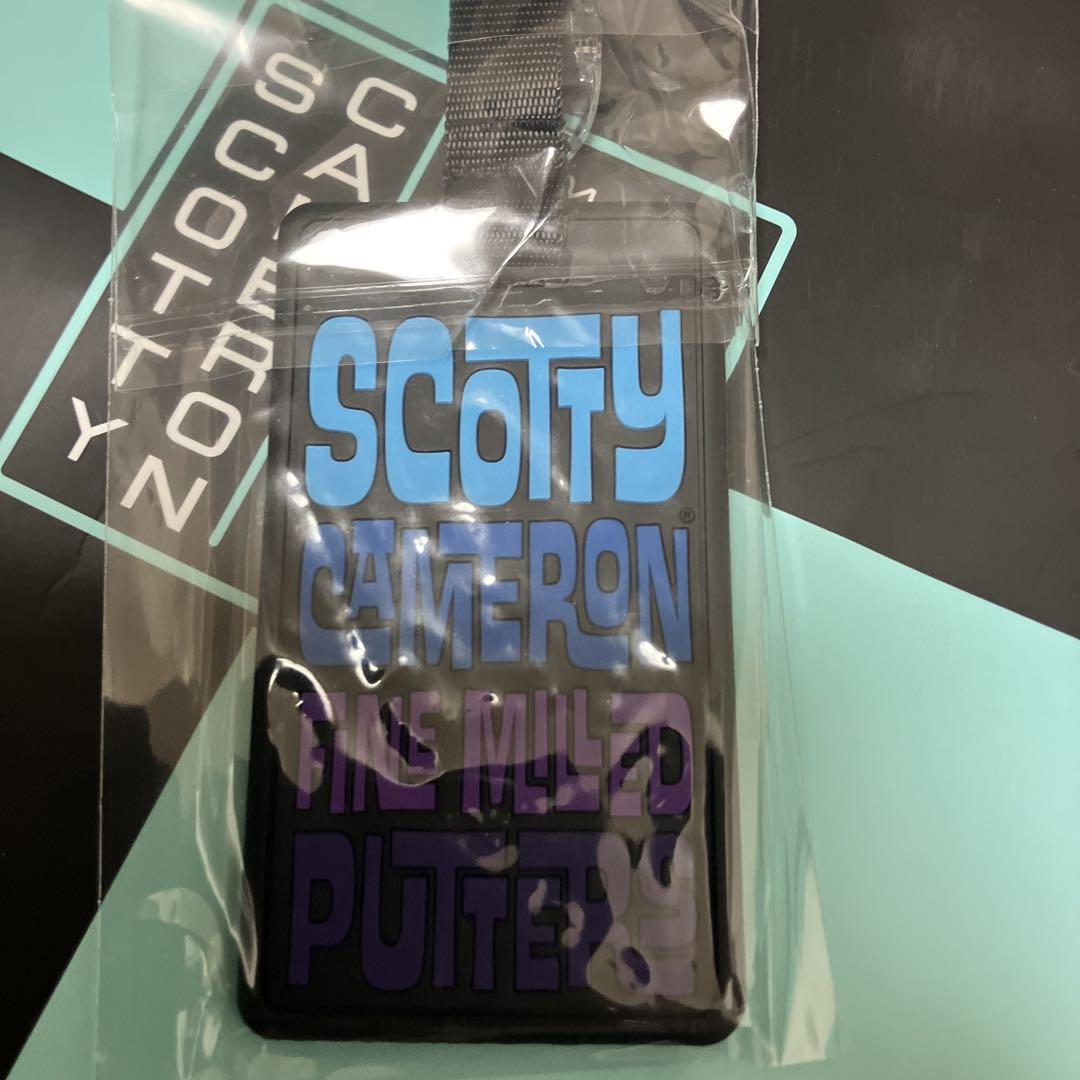 SCOTTY
CAMERON
SCOTTY
CAMERON®
FINE MILLED
PUTTERS